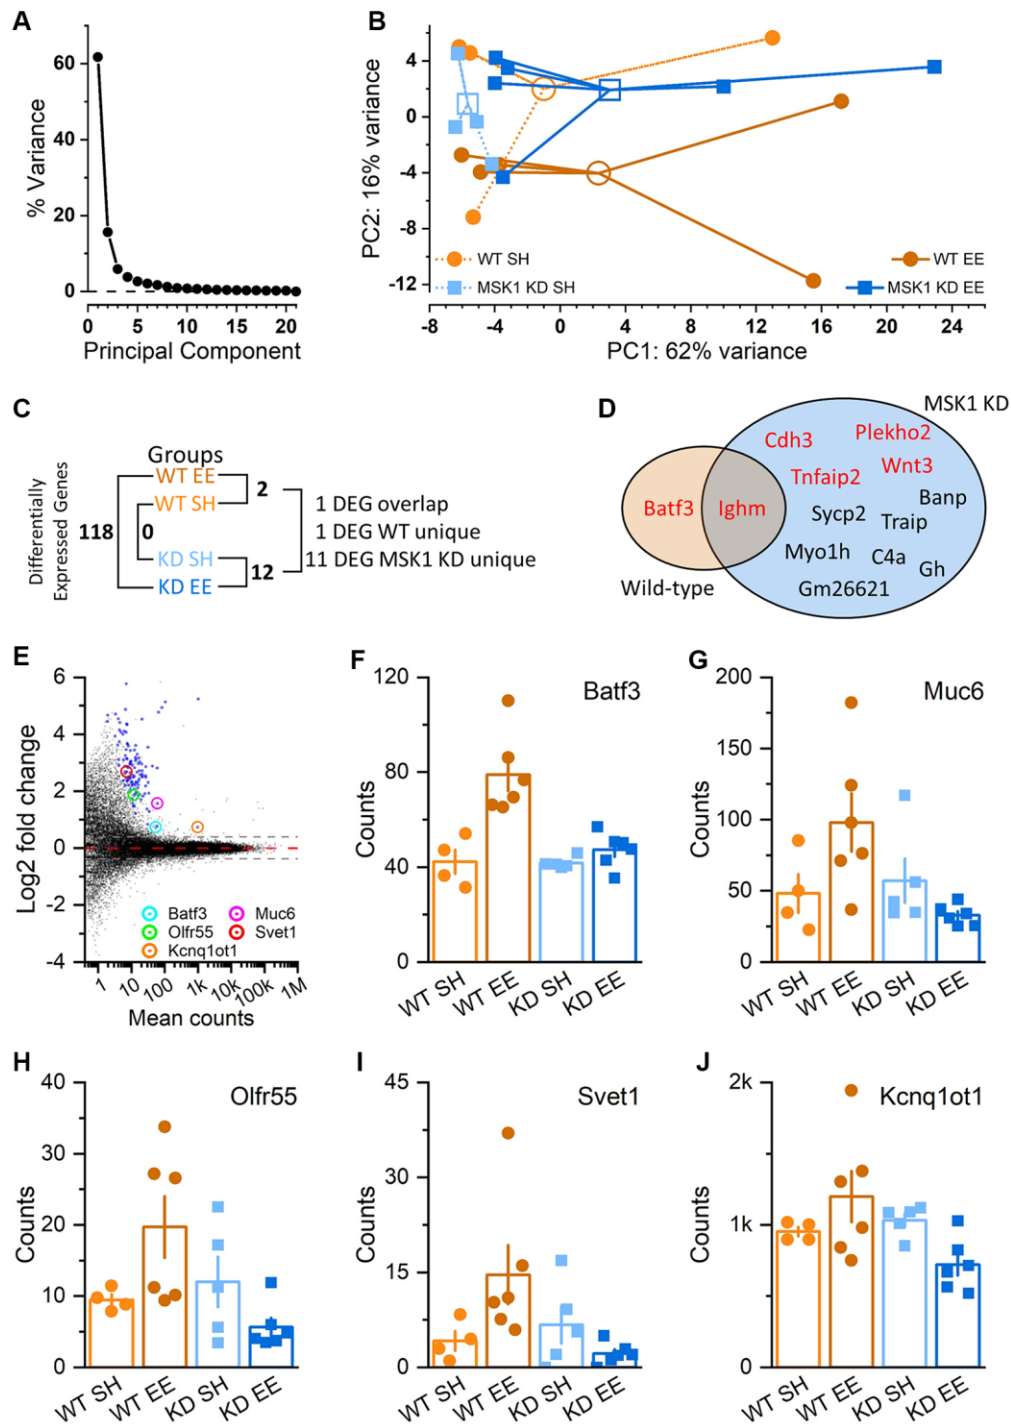 A
60
40
20
0
% Variance
0 5 10 15 20
Principal Component
B
4
0
-4
-8
-12
PC2: 16% variance
WT SH
MSK1 KD SH
WT EE
MSK1 KD EE
-8 -4 0 4 8 12 16 20 24
PC1: 62% variance
C
Differentially
Expressed Genes
Groups
WT EE
WT SH
KD SH
KD EE
118
0
2
12
1 DEG overlap
1 DEG WT unique
11 DEG MSK1 KD unique
D
MSK1 KD
Cdh3
Plekho2
Tnfaip2
Wnt3
Batf3
Ighm
Banp
Sycp2
Traip
Myo1h
C4a
Gh
Gm26621
Wild-type
E
6
4
2
0
-2
-4
Log2 fold change
Batf3
Muc6
Olfr55
Svet1
Kcnq1ot1
1 10 100 1k 10k 100k 1M
Mean counts
F
Batf3
120
80
40
0
Counts
WT SH
WT EE
KD SH
KD EE
G
Muc6
200
150
100
50
0
Counts
WT SH
WT EE
KD SH
KD EE
H
Olfr55
40
30
20
10
0
Counts
WT SH
WT EE
KD SH
KD EE
I
Svet1
45
30
15
0
Counts
WT SH
WT EE
KD SH
KD EE
J
Kcnq1ot1
2k
1k
0
Counts
WT SH
WT EE
KD SH
KD EE